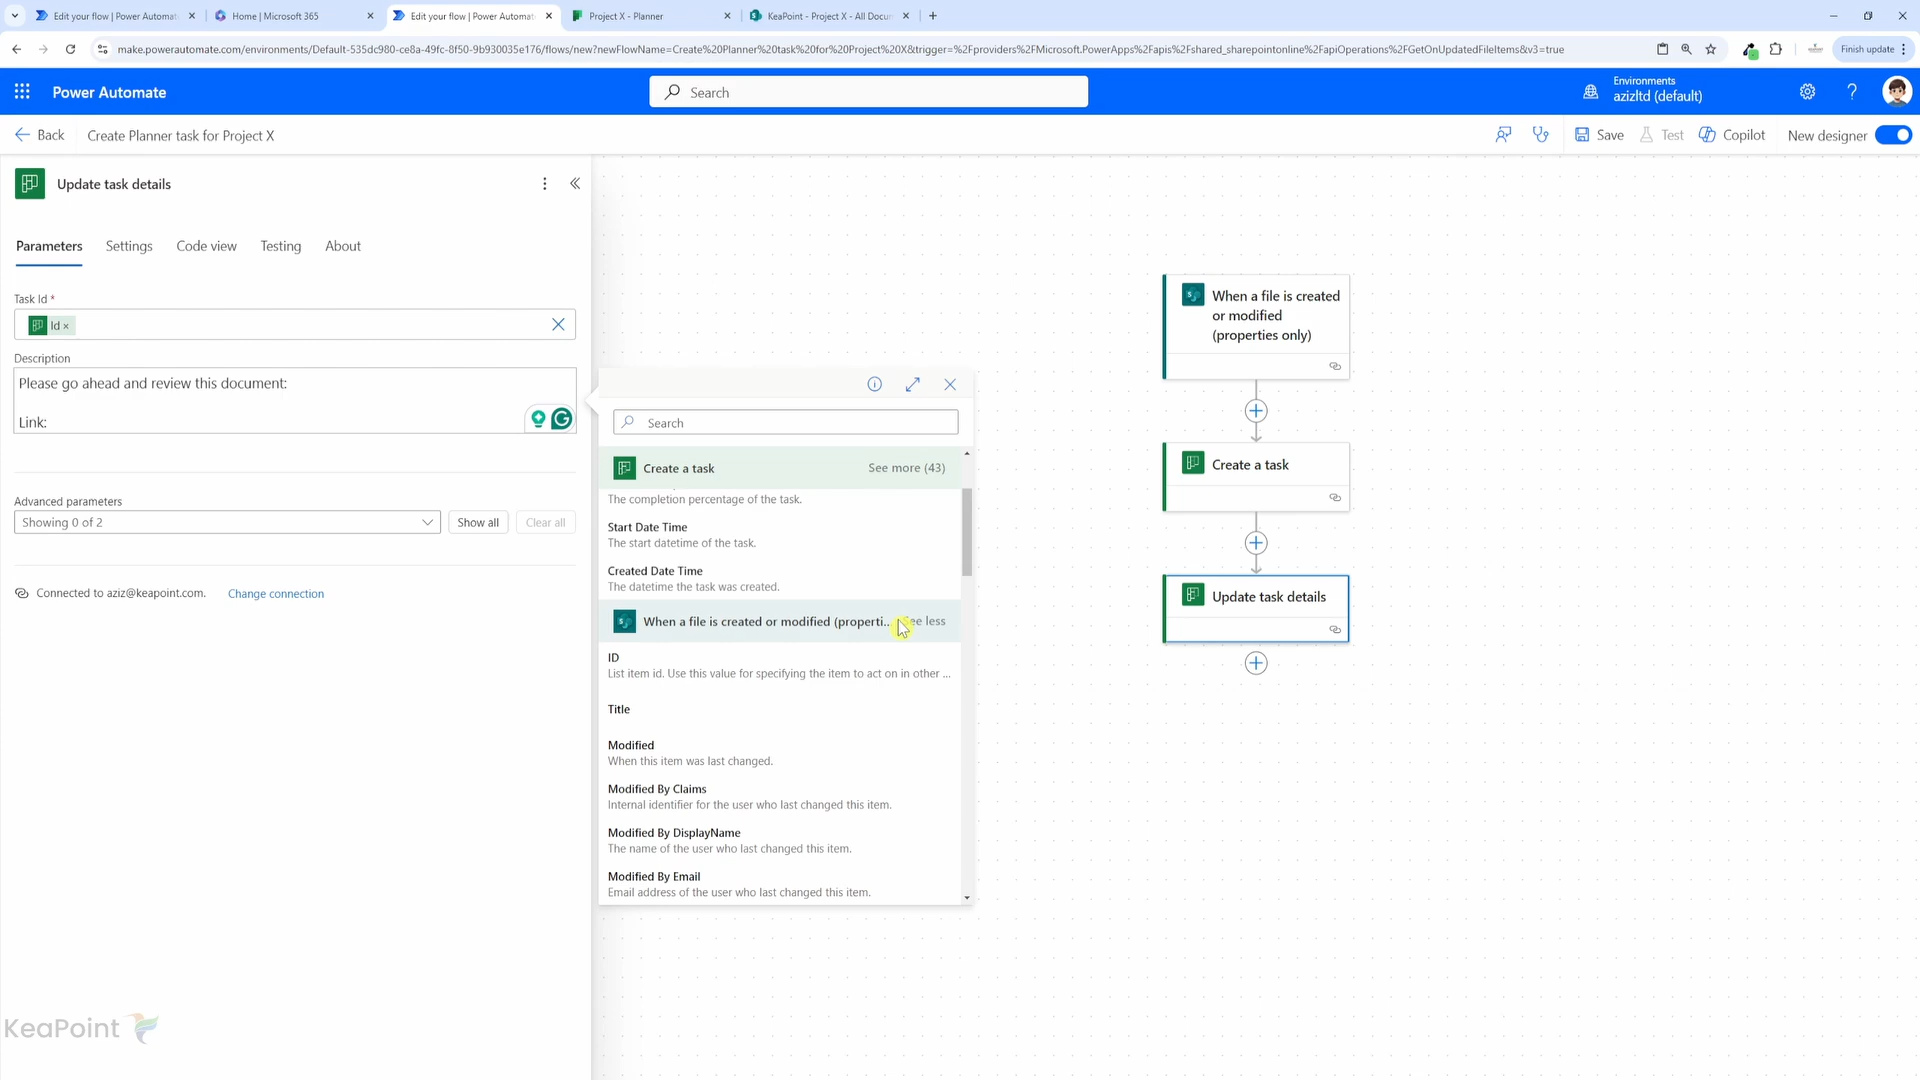 Edit your flow | Power Automat
Home | Microsoft 365
Edit your flow | Power Automat
Project X - Planner
KeaPoint - Project X - All Docun
make.powerautomate.com/environments/Default-535dc980-ce8a-49fc-8f50-9b930035e176/flows/new?newFlowName=Create%20Planner%20task%20for%20Project%20X&trigger=%2Fproviders%2FMicrosoft.PowerApps%2Fapis%2Fshared_sharepointonline%2FapiOperations%2FGetOnUpdatedFileItems&v3=true
Finish update
Power Automate
Search
Environments
azizltd (default)
Back
Create Planner task for Project X
Save
Test
Copilot
New designer
Update task details
Parameters
Settings
Code view
Testing
About
Task Id *
Id ×
Description
Please go ahead and review this document:
Link:
Advanced parameters
Showing 0 of 2
Show all
Clear all
Connected to aziz@keapoint.com.
Change connection
Search
Create a task
See more (43)
The completion percentage of the task.
Start Date Time
The start datetime of the task.
Created Date Time
The datetime the task was created.
When a file is created or modified (properti...
ee less
ID
List item id. Use this value for specifying the item to act on in other ...
Title
Modified
When this item was last changed.
Modified By Claims
Internal identifier for the user who last changed this item.
Modified By DisplayName
The name of the user who last changed this item.
Modified By Email
Email address of the user who last changed this item.
When a file is created
or modified
(properties only)
Create a task
Update task details
KeaPoint